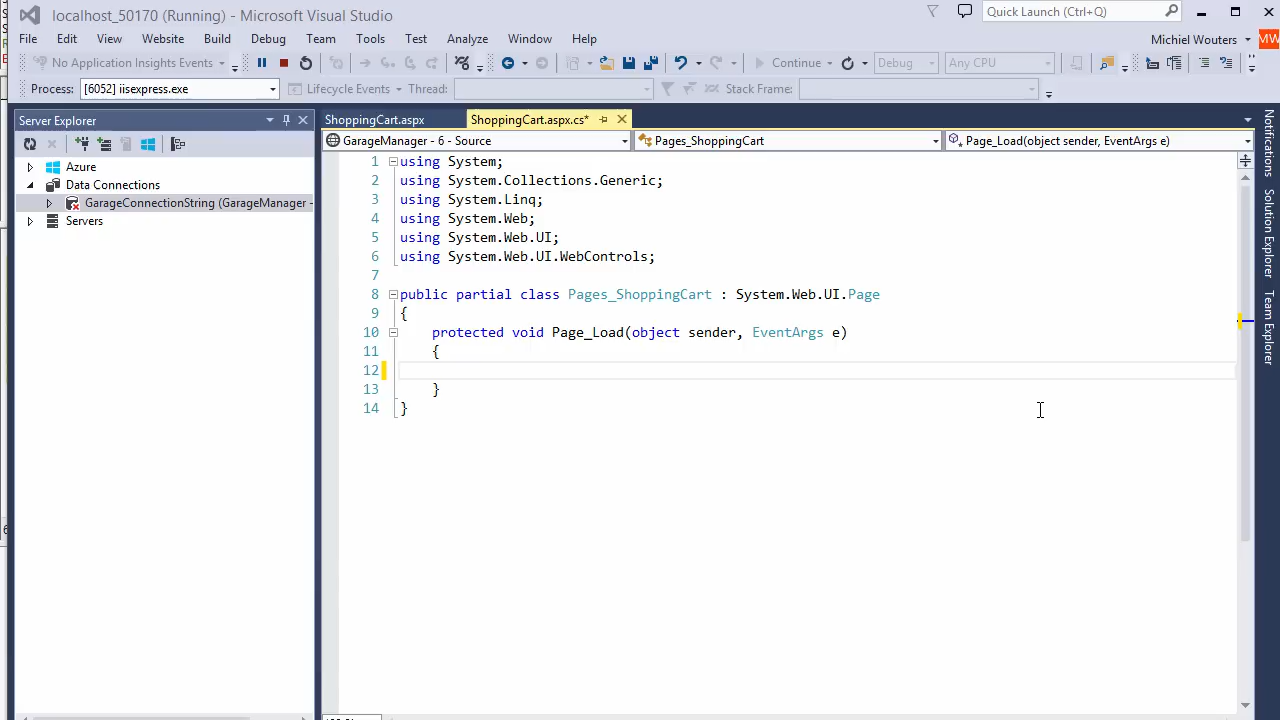 localhost_50170 (Running) - Microsoft Visual Studio
Quick Launch (Ctrl+Q)
File Edit View Website Build Debug Team Tools Test Analyze Window Help
Michiel Wouters MW
No Application Insights Events
Continue Debug Any CPU
Process: [6052] iisexpress.exe Lifecycle Events Thread: Stack Frame:
Server Explorer
ShoppingCart.aspx ShoppingCart.aspx.cs*
GarageManager - 6 - Source Pages_ShoppingCart Page_Load(object sender, EventArgs e)
Azure
Data Connections
GarageConnectionString (GarageManager -
Servers
1 using System;
2 using System.Collections.Generic;
3 using System.Linq;
4 using System.Web;
5 using System.Web.UI;
6 using System.Web.UI.WebControls;
7
8 public partial class Pages_ShoppingCart : System.Web.UI.Page
9 {
10 protected void Page_Load(object sender, EventArgs e)
11 {
12
13 }
14 }
Notifications
Solution Explorer
Team Explorer